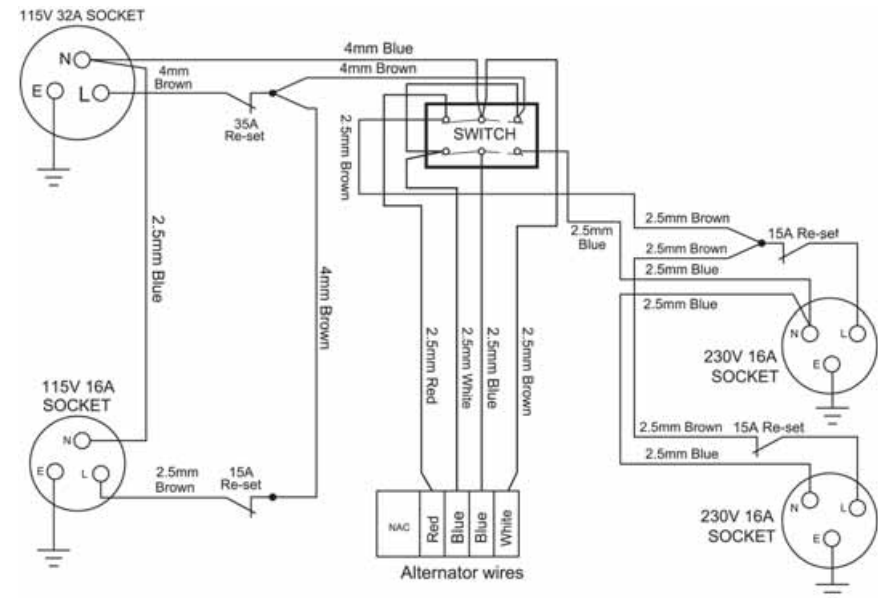 115V 32A SOCKET
N
E
L
4mm
Brown
35A
Re-set
4mm Blue
4mm Brown
SWITCH
2.5mm Brown
2.5mm Blue
4mm Brown
2.5mm
Blue
2.5mm Brown
15A Re-set
2.5mm Brown
2.5mm Blue
2.5mm Blue
N
L
E
230V 16A
SOCKET
2.5mm Red
2.5mm White
2.5mm Blue
2.5mm Brown
115V 16A
SOCKET
N
E
L
2.5mm
Brown
15A
Re-set
2.5mm Brown
15A Re-set
2.5mm Blue
N
L
E
230V 16A
SOCKET
NAC
Red
Blue
Blue
White
Alternator wires